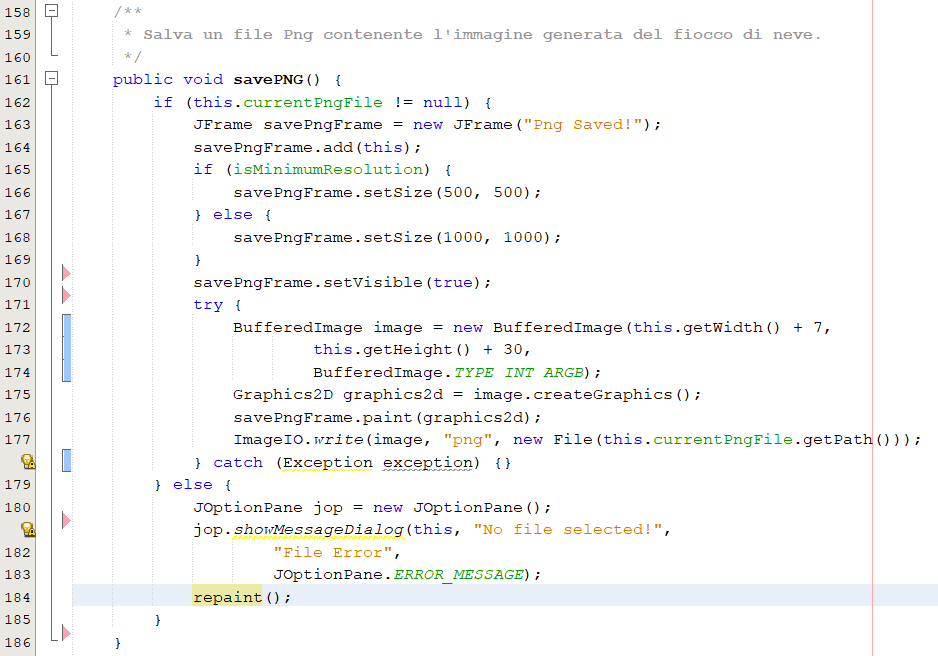 158 /**
159 * Salva un file Png contenente l'immagine generata del fiocco di neve.
160 */
161 public void savePNG() {
162 if (this.currentPngFile != null) {
163 JFrame savePngFrame = new JFrame("Png Saved!");
164 savePngFrame.add(this);
165 if (isMinimumResolution) {
166 savePngFrame.setSize(500, 500);
167 } else {
168 savePngFrame.setSize(1000, 1000);
169 }
170 savePngFrame.setVisible(true);
171 try {
172 BufferedImage image = new BufferedImage(this.getWidth() + 7,
173 this.getHeight() + 30,
174 BufferedImage.TYPE_INT_ARGB);
175 Graphics2D graphics2d = image.createGraphics();
176 savePngFrame.paint(graphics2d);
177 ImageIO.write(image, "png", new File(this.currentPngFile.getPath()));
} catch (Exception exception) {}
179 } else {
180 JOptionPane jop = new JOptionPane();
jop.showMessageDialog(this, "No file selected!",
182 "File Error",
183 JOptionPane.ERROR_MESSAGE);
184 repaint();
185 }
186 }